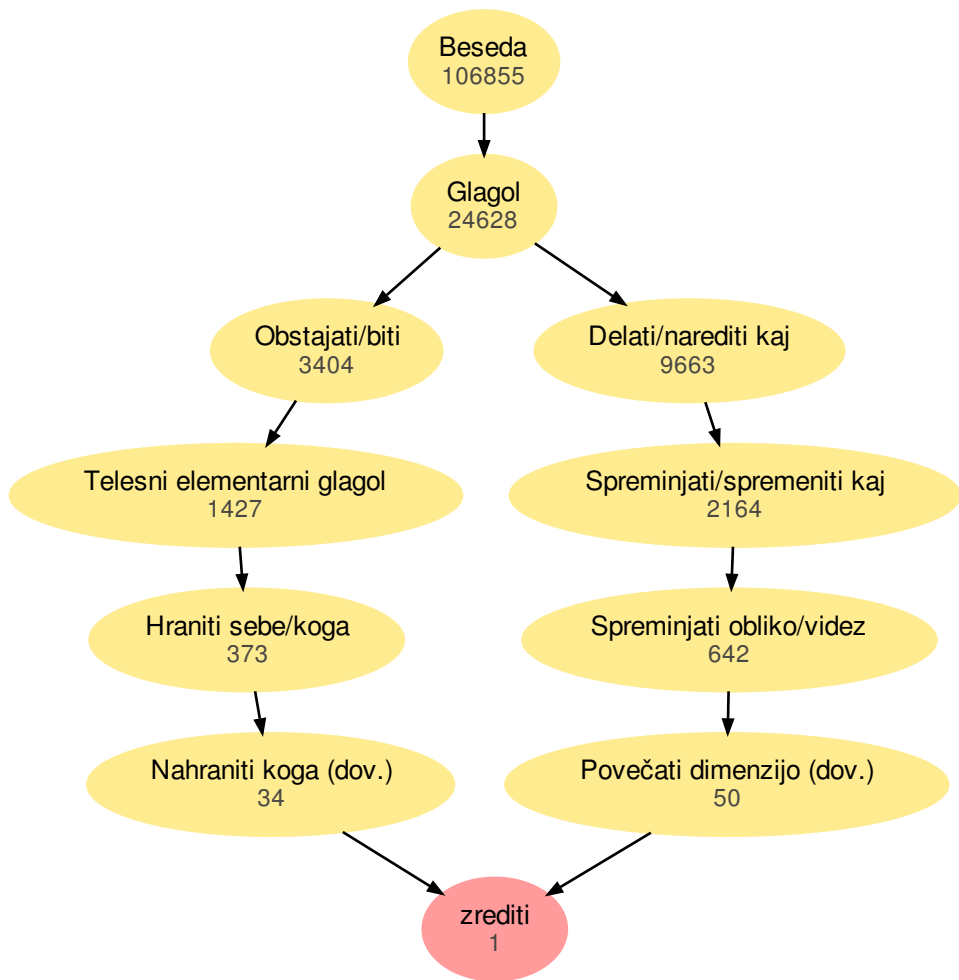 Beseda
106855
Glagol
24628
Obstajati/biti
3404
Delati/narediti kaj
9663
Telesni elementarni glagol
1427
Spreminjati/spremeniti kaj
2164
Hraniti sebe/koga
373
Spreminjati obliko/videz
642
Nahraniti koga (dov.)
34
Povečati dimenzijo (dov.)
50
zrediti
1